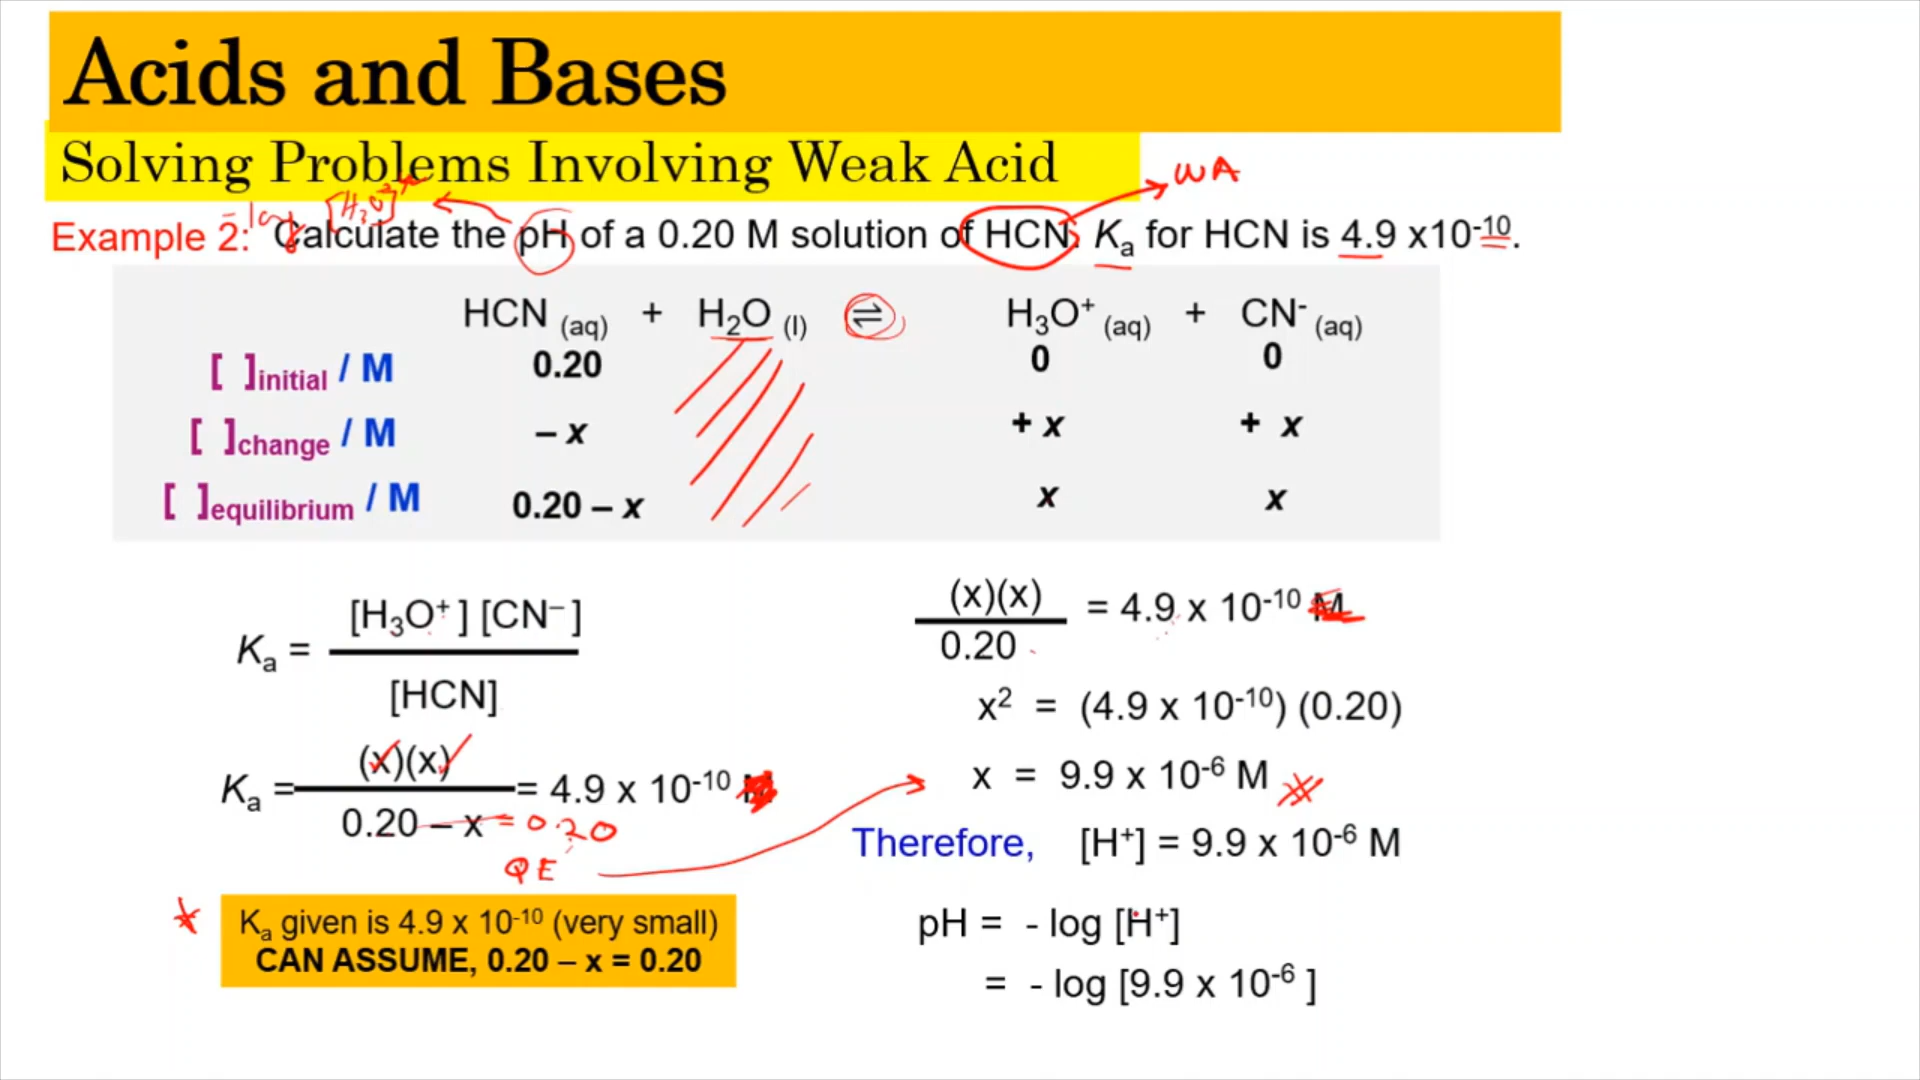 Acids and Bases
Solving Problems Involving Weak Acid
WA
-log [H₃O⁺]
Example 2: Calculate the pH of a 0.20 M solution of HCN. Kₐ for HCN is 4.9 x10⁻¹⁰.
HCN (aq) + H₂O (l) ⇌ H₃O⁺ (aq) + CN⁻ (aq)
[ ]initial / M 0.20 0 0
[ ]change / M – x + x + x
[ ]equilibrium / M 0.20 – x x x
Kₐ = [H₃O⁺] [CN⁻]
[HCN]
Kₐ = (x)(x) = 4.9 x 10⁻¹⁰
0.20 – x = 0.20
QE
Kₐ given is 4.9 x 10⁻¹⁰ (very small)
CAN ASSUME, 0.20 – x = 0.20
(x)(x) = 4.9 x 10⁻¹⁰ M
0.20
x² = (4.9 x 10⁻¹⁰) (0.20)
x = 9.9 x 10⁻⁶ M
Therefore, [H⁺] = 9.9 x 10⁻⁶ M
pH = - log [H⁺]
= - log [9.9 x 10⁻⁶ ]